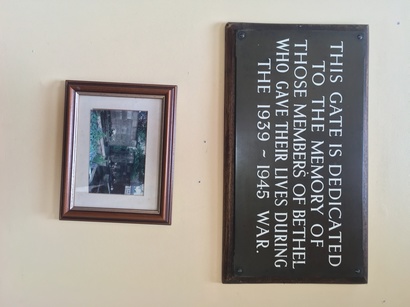 THIS GATE IS DEDICATED
TO THE MEMORY OF
THOSE MEMBERS OF BETHEL
WHO GAVE THEIR LIVES DURING
THE 1939 ~ 1945 WAR.